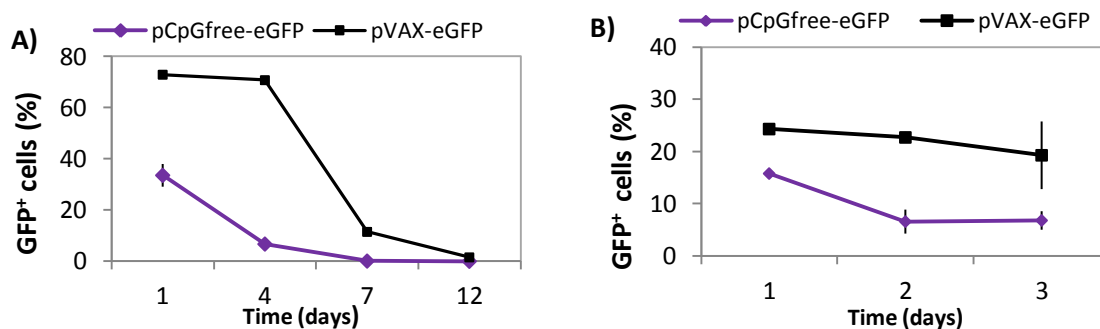 A)
pCpGfree-eGFP pVAX-eGFP
80
60
40
20
0
GFP+ cells (%)
1 4 7 12
Time (days)
B)
pCpGfree-eGFP pVAX-eGFP
40
30
20
10
0
GFP+ cells (%)
1 2 3
Time (days)